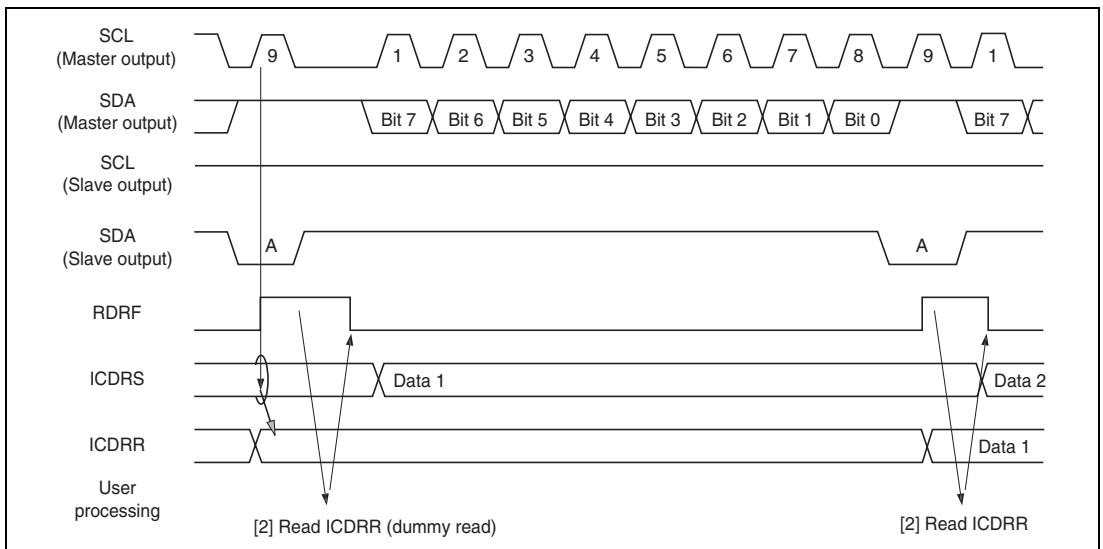 SCL
(Master output)
9
1
2
3
4
5
6
7
8
9
1
SDA
(Master output)
Bit 7
Bit 6
Bit 5
Bit 4
Bit 3
Bit 2
Bit 1
Bit 0
Bit 7
SCL
(Slave output)
SDA
(Slave output)
A
A
RDRF
ICDRS
Data 1
Data 2
ICDRR
Data 1
User
processing
[2] Read ICDRR (dummy read)
[2] Read ICDRR